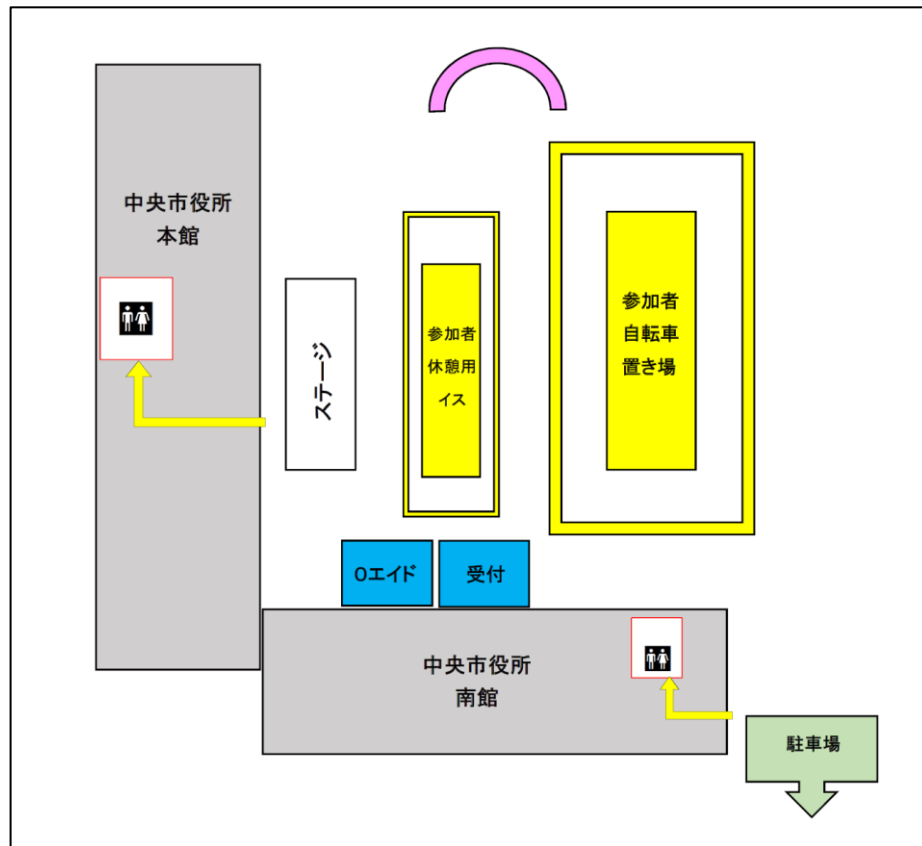 中央市役所
本館
ステージ
参加者
休憩用
イス
参加者
自転車
置き場
0エイド
受付
中央市役所
南館
駐車場